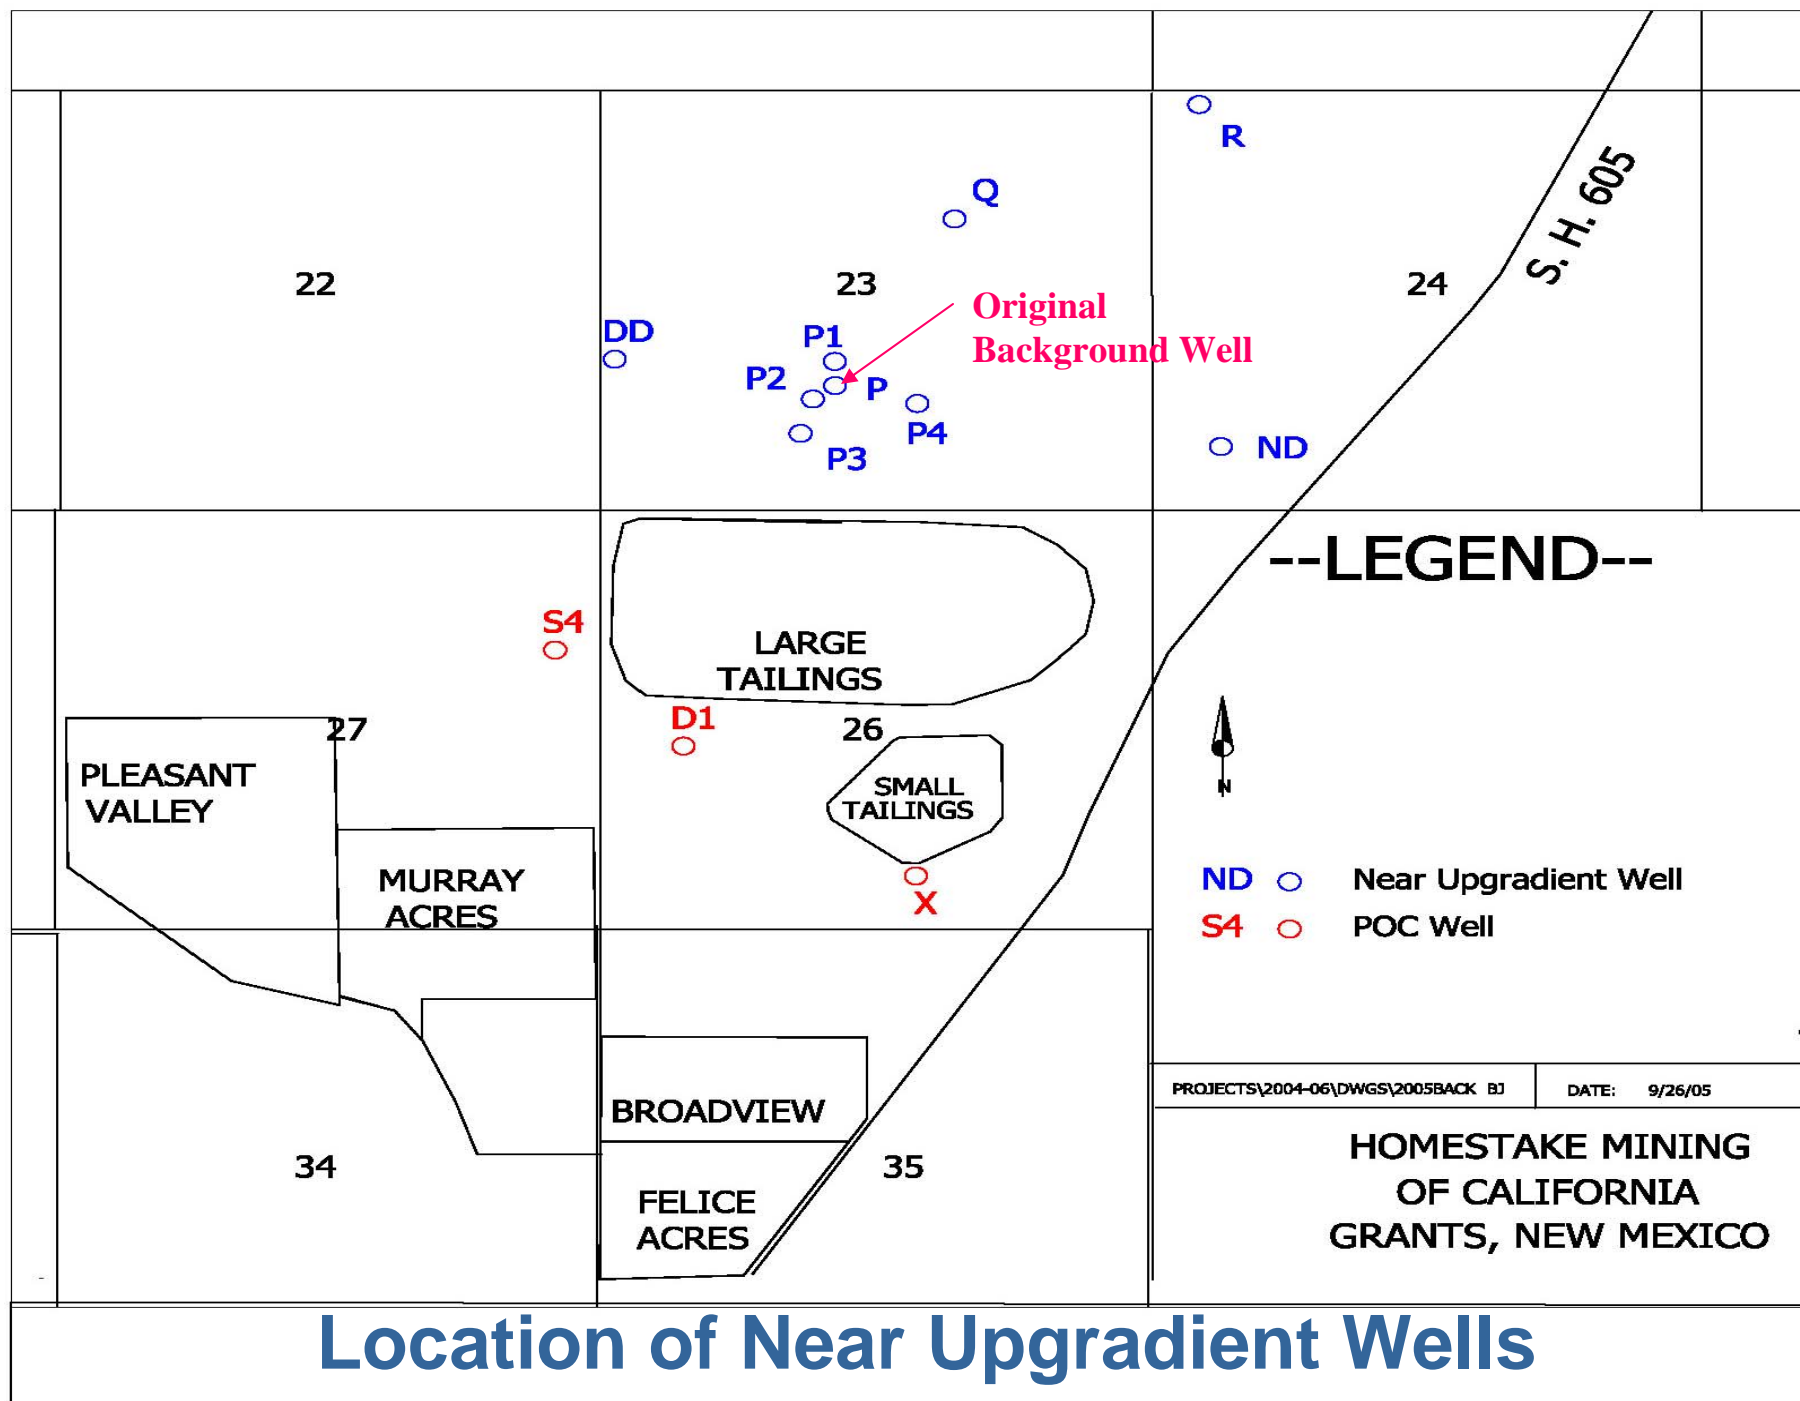 R
Q
S. H. 605
22
23
24
Original
Background Well
DD
P1
P2
P
P4
P3
ND
--LEGEND--
S4
LARGE
TAILINGS
D1
27
26
PLEASANT
VALLEY
SMALL
TAILINGS
N
MURRAY
ACRES
X
ND Near Upgradient Well
S4 POC Well
PROJECTS\2004-06\DWGS\2005BACK BJ
DATE: 9/26/05
BROADVIEW
34
35
FELICE
ACRES
HOMESTAKE MINING
OF CALIFORNIA
GRANTS, NEW MEXICO
Location of Near Upgradient Wells